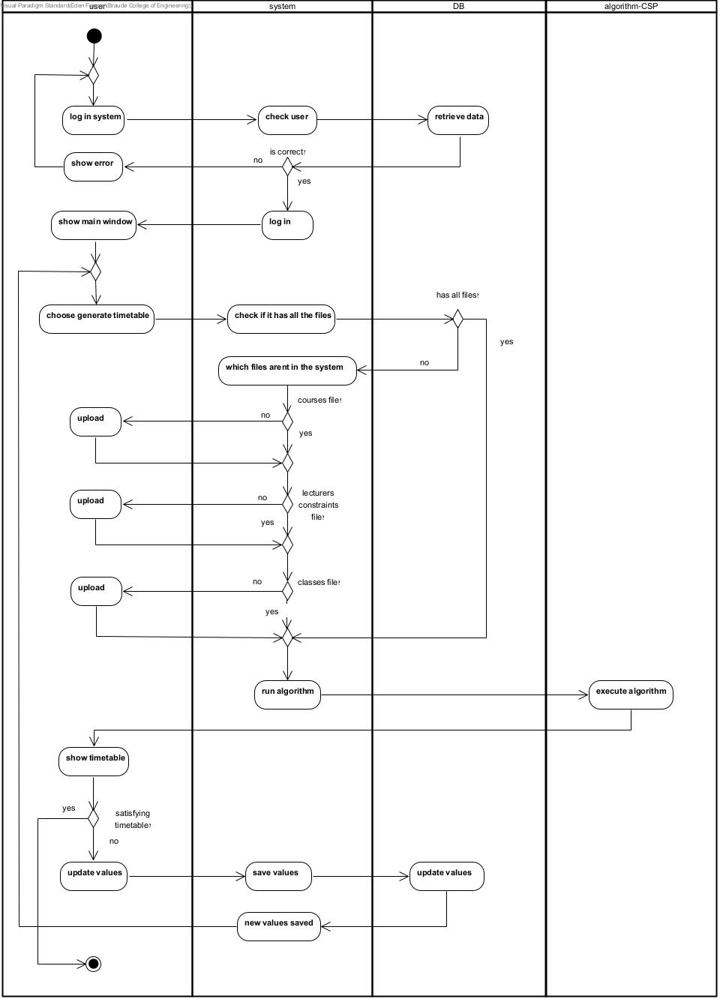 Visual Paradigm Standard(Eden Braude College of Engineering)
user
system
DB
algorithm-CSP
log in system
check user
retrieve data
is correct?
no
show error
yes
show main window
log in
has all files?
choose generate timetable
check if it has all the files
yes
no
which files arent in the system
courses file?
no
upload
yes
lecturers
constraints
file?
no
upload
yes
classes file?
no
upload
yes
run algorithm
execute algorithm
show timetable
yes
satisfying
timetable?
no
update values
save values
update values
new values saved